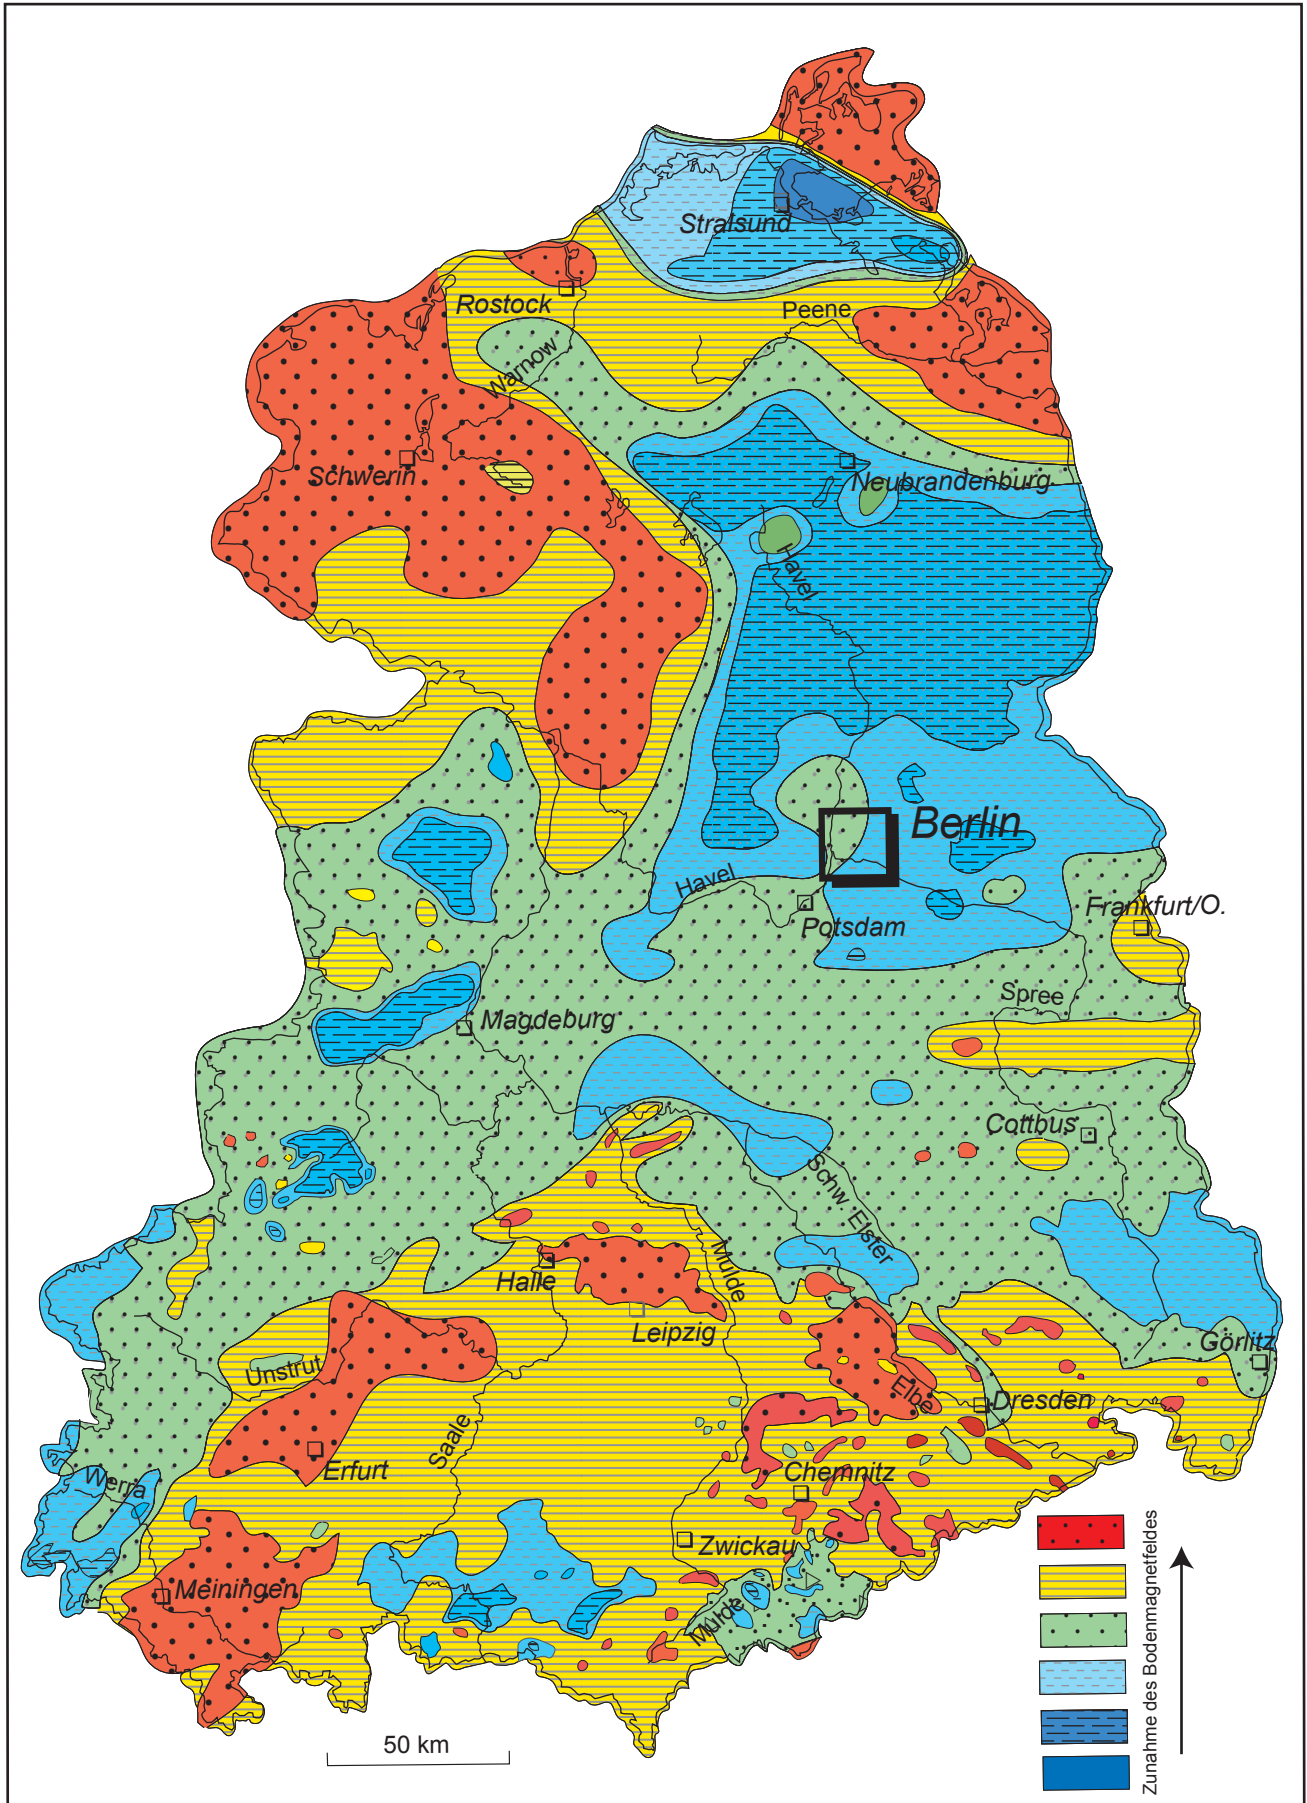 Stralsund
Rostock
Peene
Warnow
Schwerin
Neubrandenburg
Havel
Berlin
Havel
Frankfurt/O.
Potsdam
Spree
Magdeburg
Cottbus
Schw. Elster
Mulde
Halle
Leipzig
Görlitz
Unstrut
Elbe
Dresden
Saale
Erfurt
Chemnitz
Werra
Zwickau
Meiningen
Mulde
50 km
Zunahme des Bodenmagnetfeldes